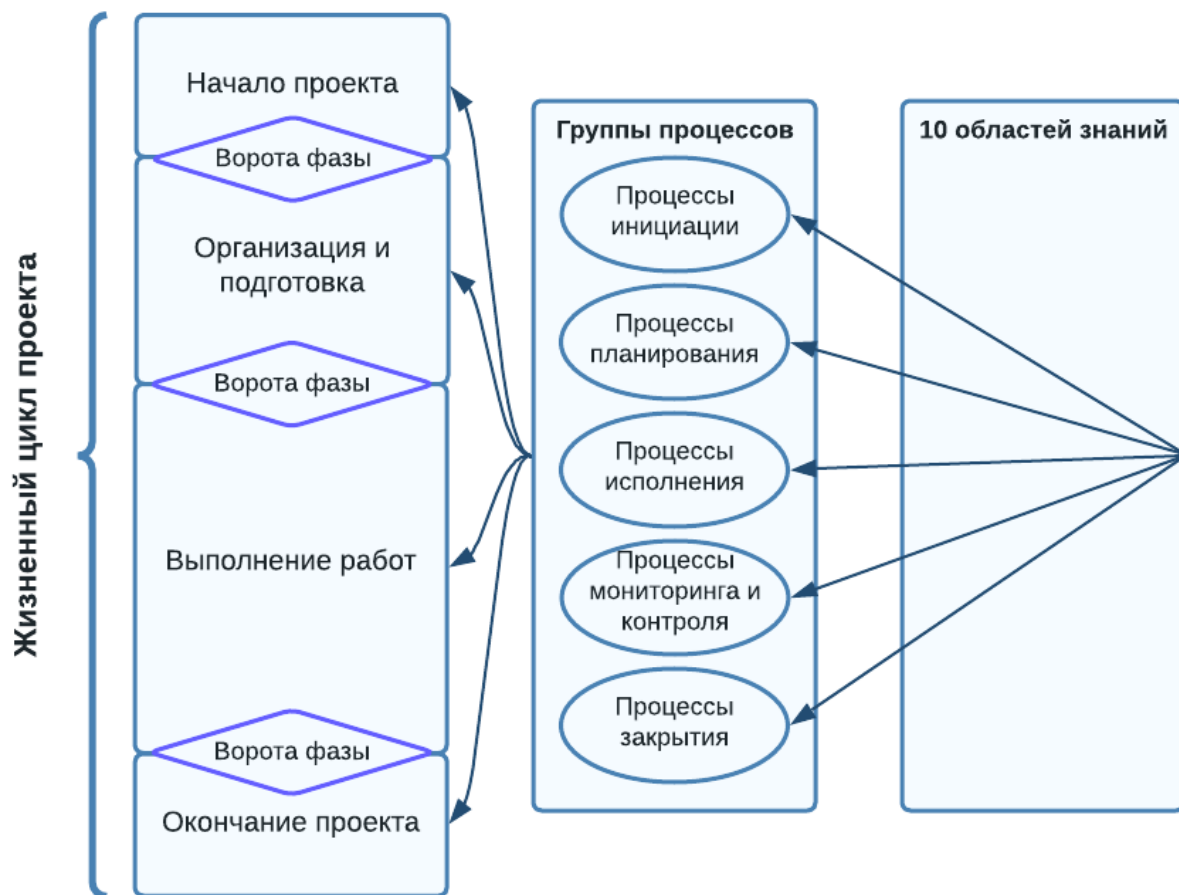 Жизненный цикл проекта
Начало проекта
Ворота фазы
Организация и
подготовка
Ворота фазы
Выполнение работ
Ворота фазы
Окончание проекта
Группы процессов
Процессы
инициации
Процессы
планирования
Процессы
исполнения
Процессы
мониторинга и
контроля
Процессы
закрытия
10 областей знаний